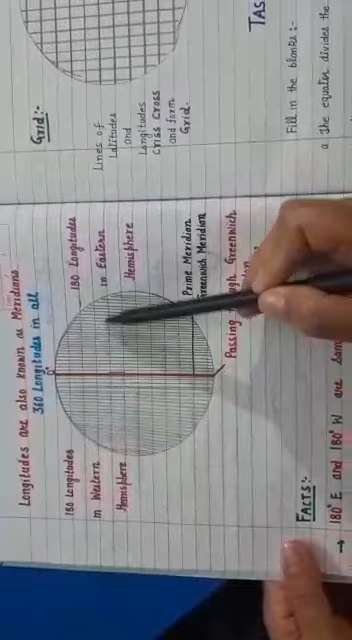 Longitudes are also known as Meridians.
360 Longitudes in all
0°
180 Longitudes
in Western
Hemisphere
180 Longitudes
in Eastern
Hemisphere
Prime Meridian
Greenwich Meridian
Passing
Greenwich
FACTS:-
→ 180° E and 180° W are
Grid:-
Lines of
Latitudes
and
Longitudes
criss cross
and form
Grid.
TAS
Fill in the blanks:-
a The equator divides the